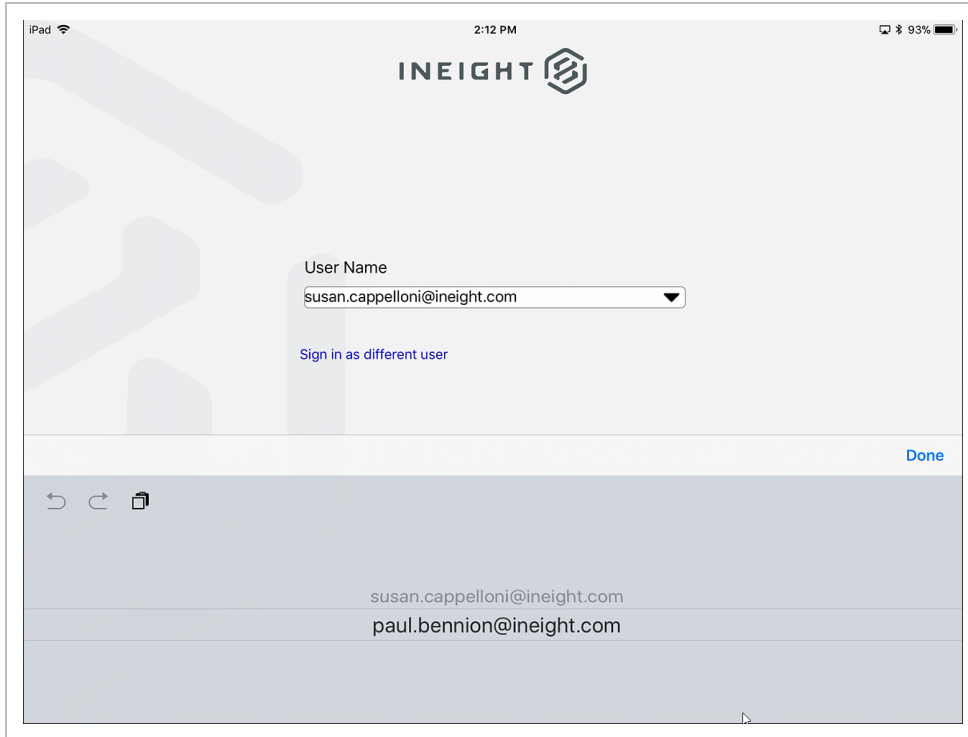 iPad 2:12 PM 93%
INEIGHT
User Name
susan.cappelloni@ineight.com
Sign in as different user
Done
susan.cappelloni@ineight.com
paul.bennion@ineight.com